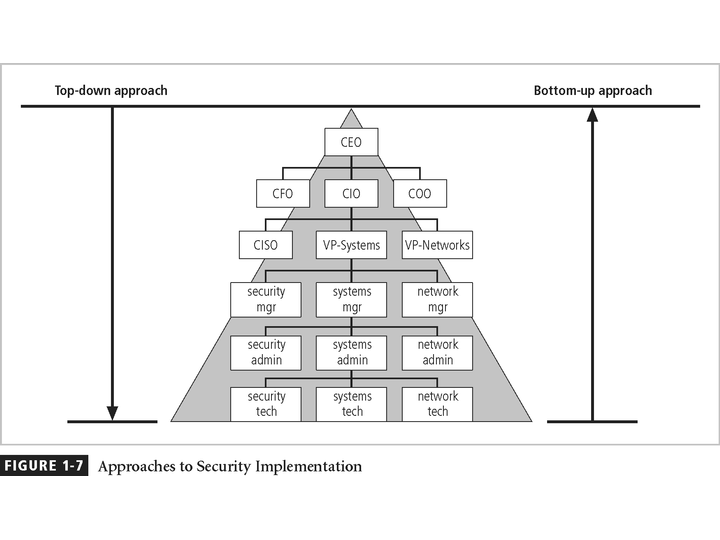 Top-down approach
Bottom-up approach
CEO
CFO
CIO
COO
CISO
VP-Systems
VP-Networks
security
mgr
systems
mgr
network
mgr
security
admin
systems
admin
network
admin
security
tech
systems
tech
network
tech
FIGURE 1-7 Approaches to Security Implementation